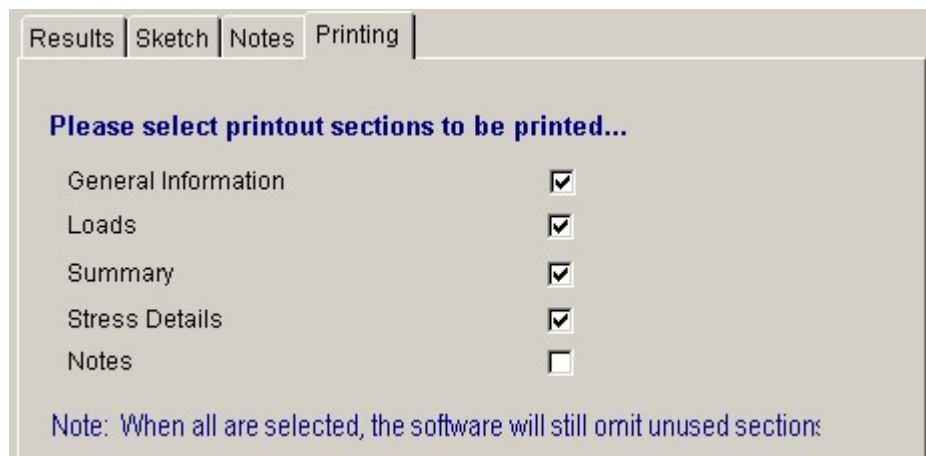 Results Sketch Notes Printing
Please select printout sections to be printed...
General Information
Loads
Summary
Stress Details
Notes
Note: When all are selected, the software will still omit unused sections